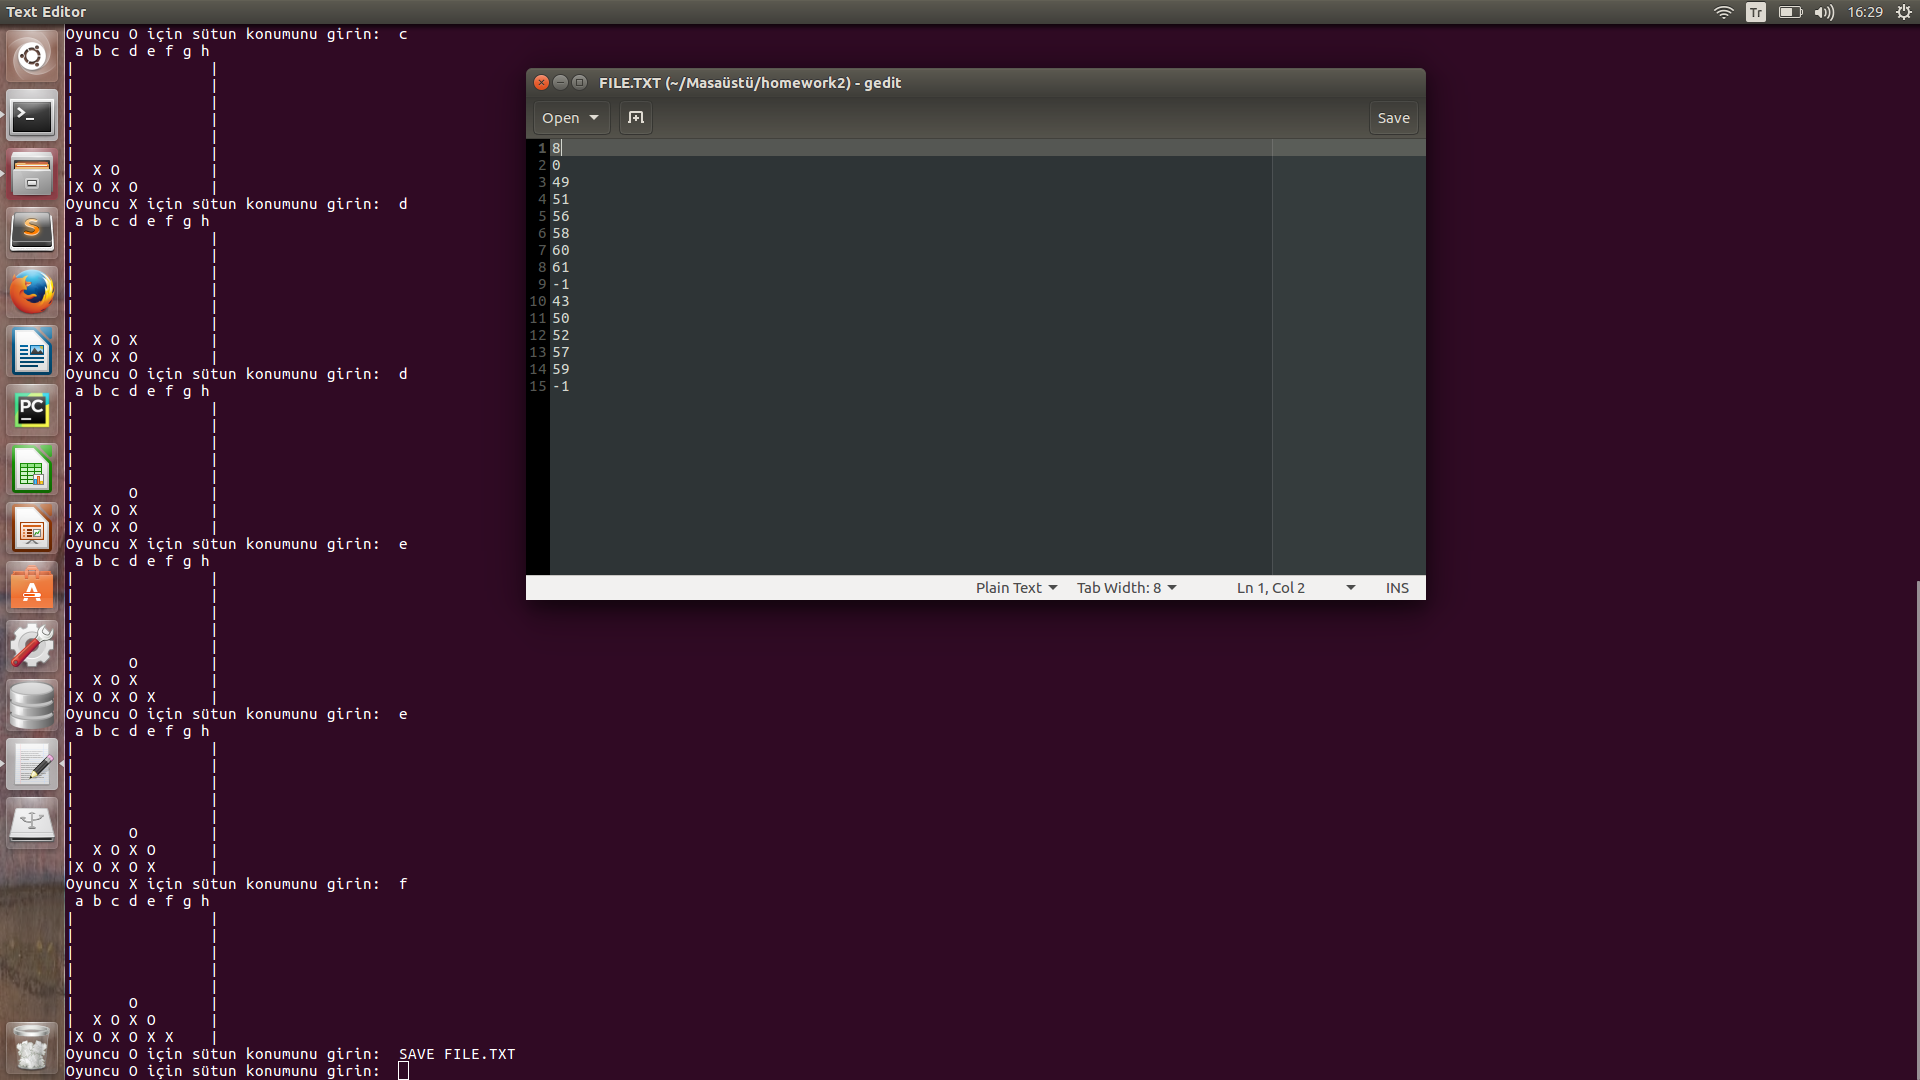 Text Editor
Tr
16:29
Oyuncu O için sütun konumunu girin:  c
 a b c d e f g h
|               |
|               |
|               |
|               |
|               |
|               |
|  X O          |
|X O X O        |
Oyuncu X için sütun konumunu girin:  d
 a b c d e f g h
|               |
|               |
|               |
|               |
|               |
|               |
|  X O X        |
|X O X O        |
Oyuncu O için sütun konumunu girin:  d
 a b c d e f g h
|               |
|               |
|               |
|               |
|               |
|      O        |
|  X O X        |
|X O X O        |
Oyuncu X için sütun konumunu girin:  e
 a b c d e f g h
|               |
|               |
|               |
|               |
|               |
|      O        |
|  X O X        |
|X O X O X      |
Oyuncu O için sütun konumunu girin:  e
 a b c d e f g h
|               |
|               |
|               |
|               |
|               |
|      O        |
|  X O X O      |
|X O X O X      |
Oyuncu X için sütun konumunu girin:  f
 a b c d e f g h
|               |
|               |
|               |
|               |
|               |
|      O        |
|  X O X O      |
|X O X O X X    |
Oyuncu O için sütun konumunu girin:  SAVE FILE.TXT
Oyuncu O için sütun konumunu girin:
FILE.TXT (~/Masaüstü/homework2) - gedit
Open
Save
1 8
2 0
3 49
4 51
5 56
6 58
7 60
8 61
9 -1
10 43
11 50
12 52
13 57
14 59
15 -1
Plain Text
Tab Width: 8
Ln 1, Col 2
INS
>_
S
PC
A